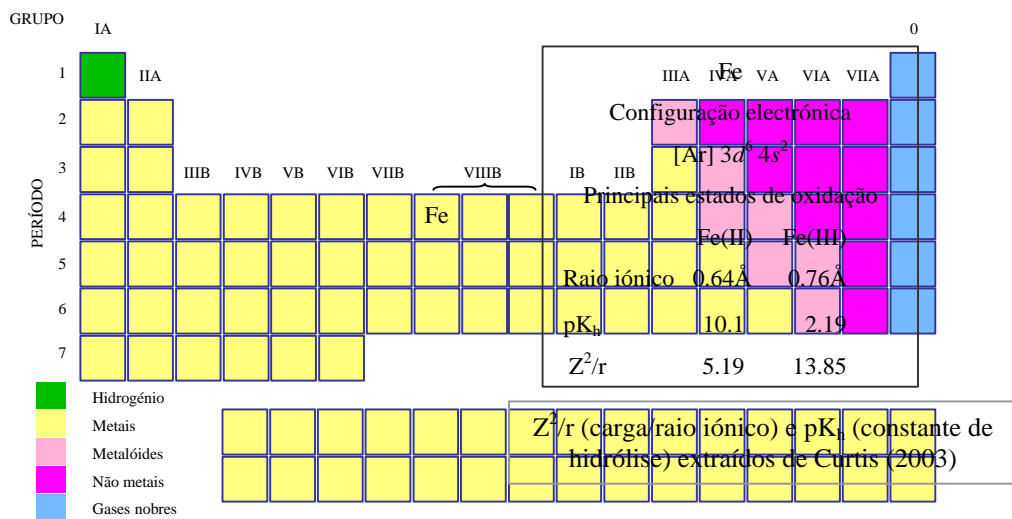 GRUPO
IA 0
1 IIA IIIA IVA VA VIA VIIA
Fe
2
Configuração electrónica
3 IIIB IVB VB VIB VIIB VIIIB IB IIB
[Ar] 3d⁶ 4s²
Principais estados de oxidação
4 Fe
Fe(II) Fe(III)
PERÍODO
5
Raio iónico 0.64Å 0.76Å
6
pKₕ 10.1 2.19
7
Z²/r 5.19 13.85
Hidrogénio
Metais
Metalóides
Não metais
Gases nobres
Z²/r (carga/raio iónico) e pKₕ (constante de
hidrólise) extraídos de Curtis (2003)